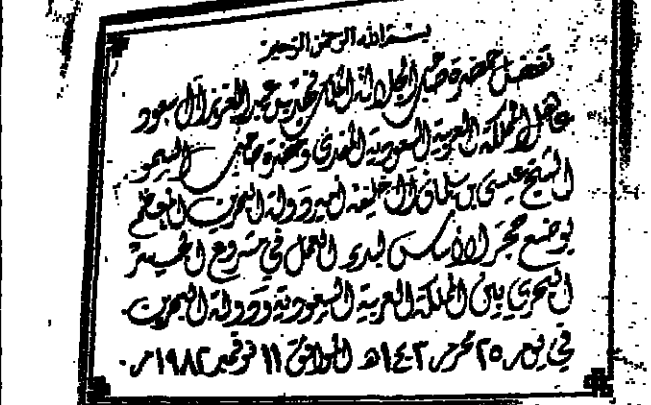 بسم الله الرحمن الرحيم
تفضل حضرة صاحب الجلالة الملك فهد بن عبد العزيز آل سعود
عاهل المملكة العربية السعودية المفدى وحضرة صاحب السمو
الشيخ عيسى بن سلمان آل خليفة أمير دولة البحرين المعظم
بوضع حجر الأساس لبدء العمل في مشروع الجسر
البحري بين المملكة العربية السعودية ودولة البحرين
في يوم ٢٥ محرم ١٤٠٣هـ الموافق ١١ نوفمبر ١٩٨٢م.